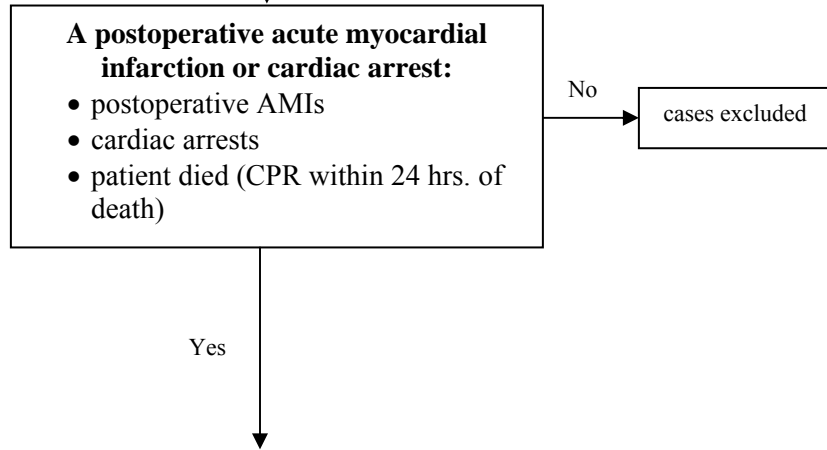 A postoperative acute myocardial
infarction or cardiac arrest:
• postoperative AMIs
• cardiac arrests
• patient died (CPR within 24 hrs. of
death)
No
cases excluded
Yes